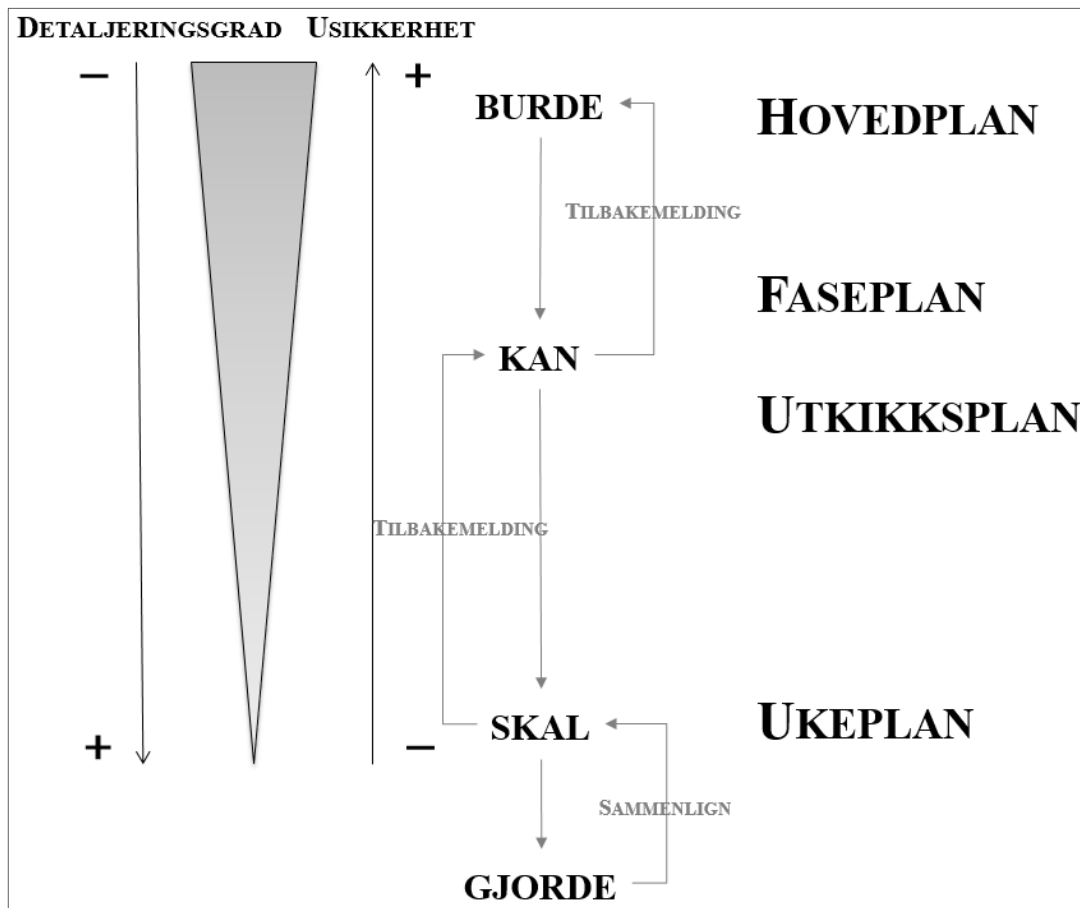 DETALJERINGSGRAD USIKKERHET
− +
BURDE
HOVEDPLAN
TILBAKEMELDING
FASEPLAN
KAN
UTKIKKSPLAN
TILBAKEMELDING
SKAL
UKEPLAN
+ −
SAMMENLIGN
GJORDE